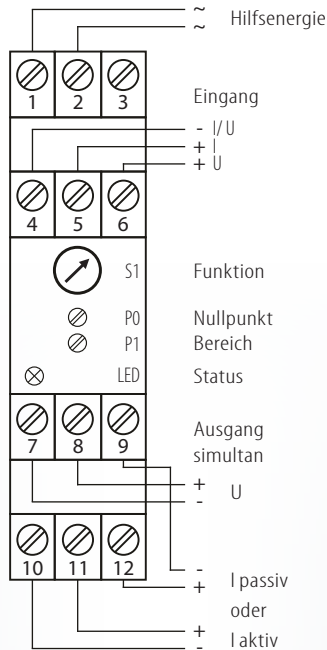 ~
~ Hilfsenergie
1 2 3
Eingang
- I/U
+ I
+ U
4 5 6
S1 Funktion
P0 Nullpunkt
P1 Bereich
LED Status
Ausgang
simultan
7 8 9
+
- U
-
+ I passiv
10 11 12
oder
+
- I aktiv